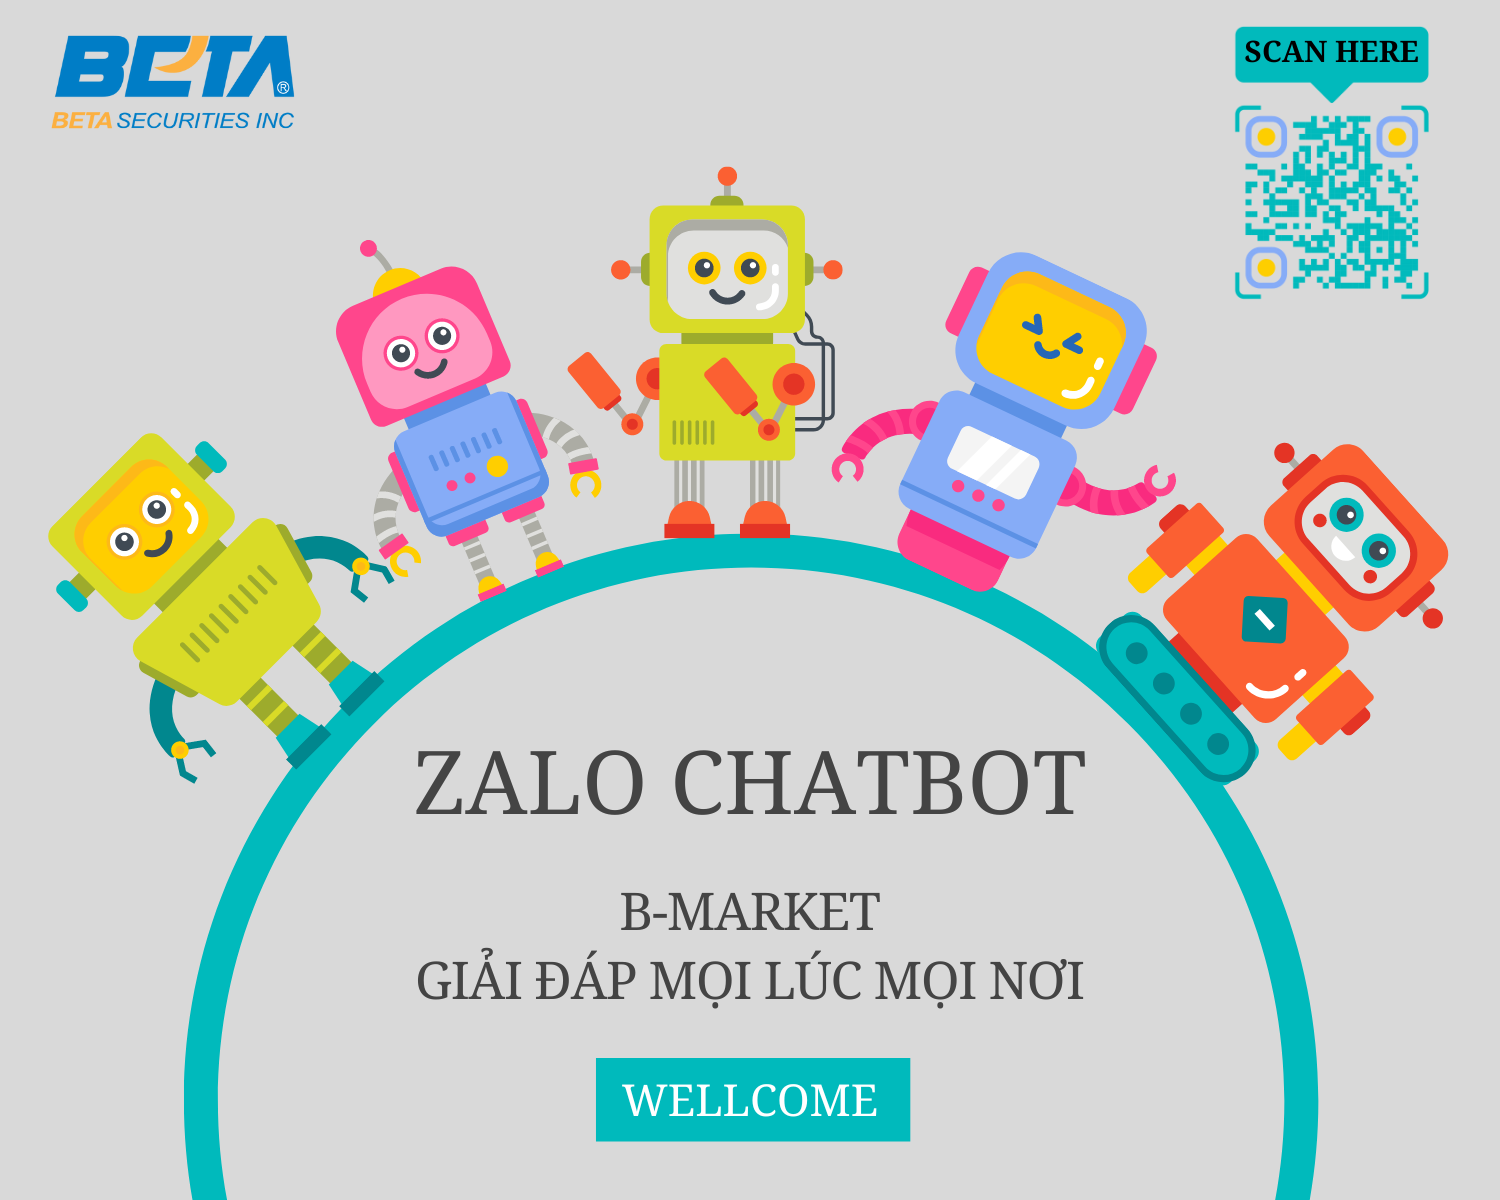 BETA ®
BETA SECURITIES INC
SCAN HERE
ZALO CHATBOT
B-MARKET
GIẢI ĐÁP MỌI LÚC MỌI NƠI
WELLCOME